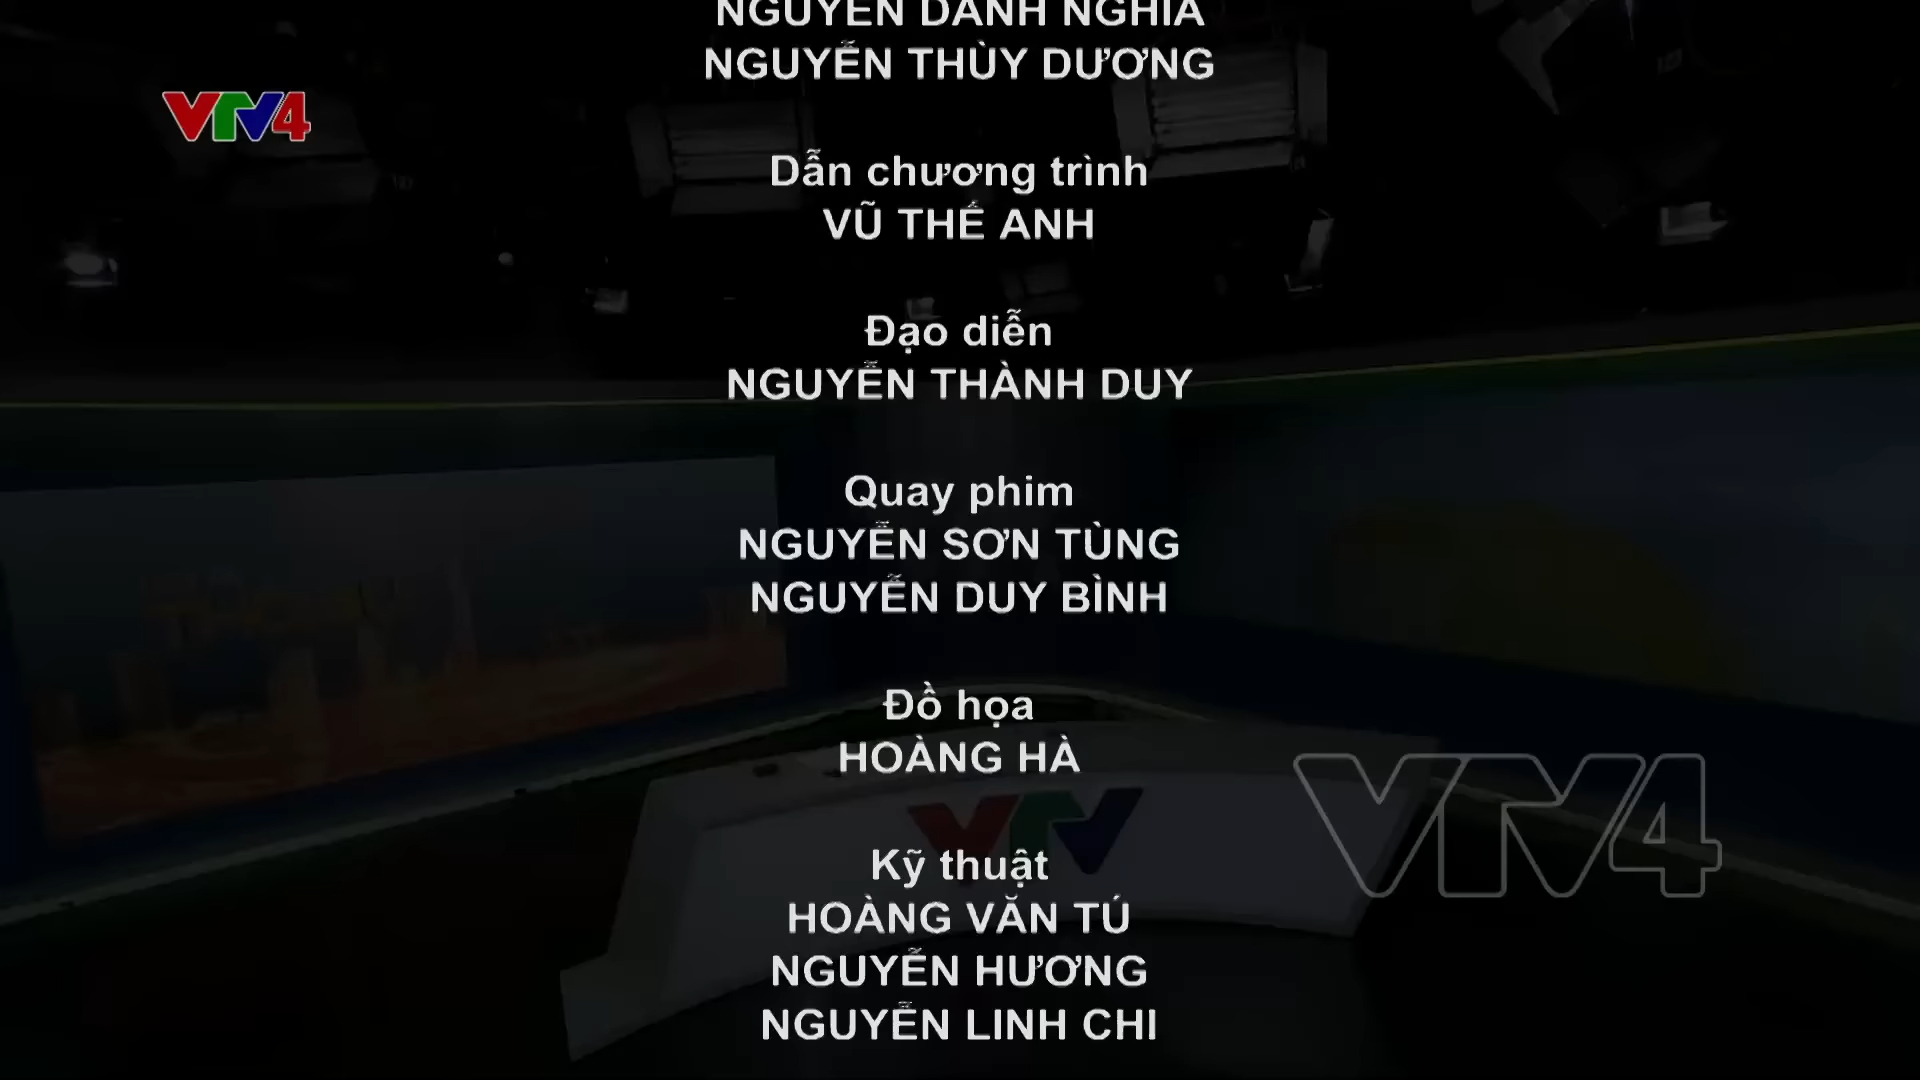 NGUYỄN DANH NGHĨA
NGUYỄN THÙY DƯƠNG
VTV4
Dẫn chương trình
VŨ THẾ ANH
Đạo diễn
NGUYỄN THÀNH DUY
Quay phim
NGUYỄN SƠN TÙNG
NGUYỄN DUY BÌNH
Đồ họa
HOÀNG HÀ
VTV4
VTV
Kỹ thuật
HOÀNG VĂN TÚ
NGUYỄN HƯƠNG
NGUYỄN LINH CHI